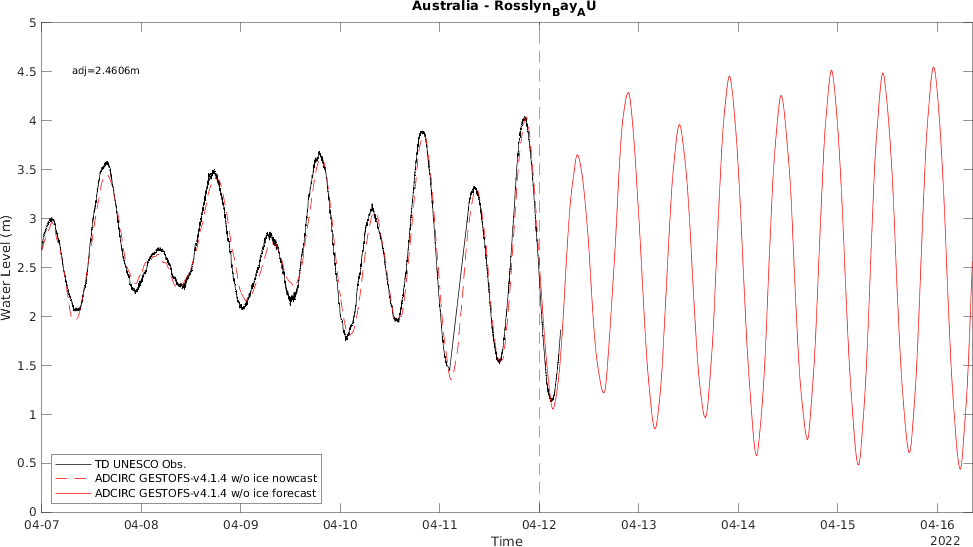 Australia - Rosslyn_Bay_AU
5
4.5
4
3.5
3
2.5
2
1.5
1
0.5
0
Water Level (m)
adj=2.4606m
TD UNESCO Obs.
ADCIRC GESTOFS-v4.1.4 w/o ice nowcast
ADCIRC GESTOFS-v4.1.4 w/o ice forecast
04-07 04-08 04-09 04-10 04-11 04-12 04-13 04-14 04-15 04-16
Time
2022